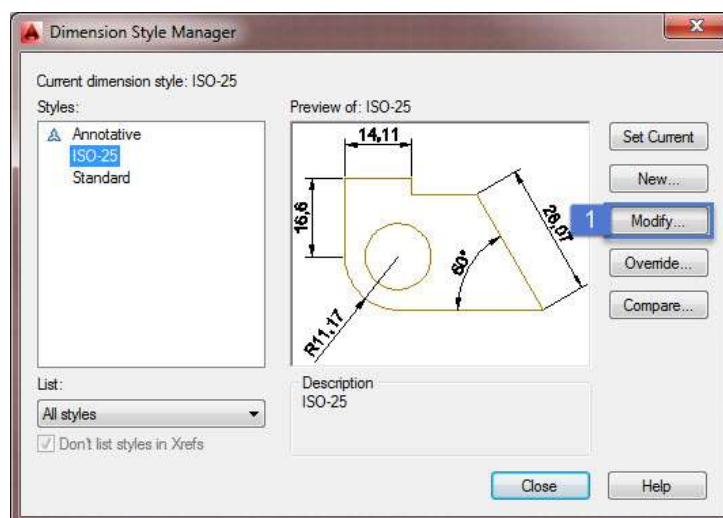 Dimension Style Manager
Current dimension style: ISO-25
Styles:
Annotative
ISO-25
Standard
Preview of: ISO-25
14,11
16,6
28,07
60°
R11,17
Set Current
New...
1 Modify...
Override...
Compare...
List:
All styles
Don't list styles in Xrefs
Description
ISO-25
Close
Help